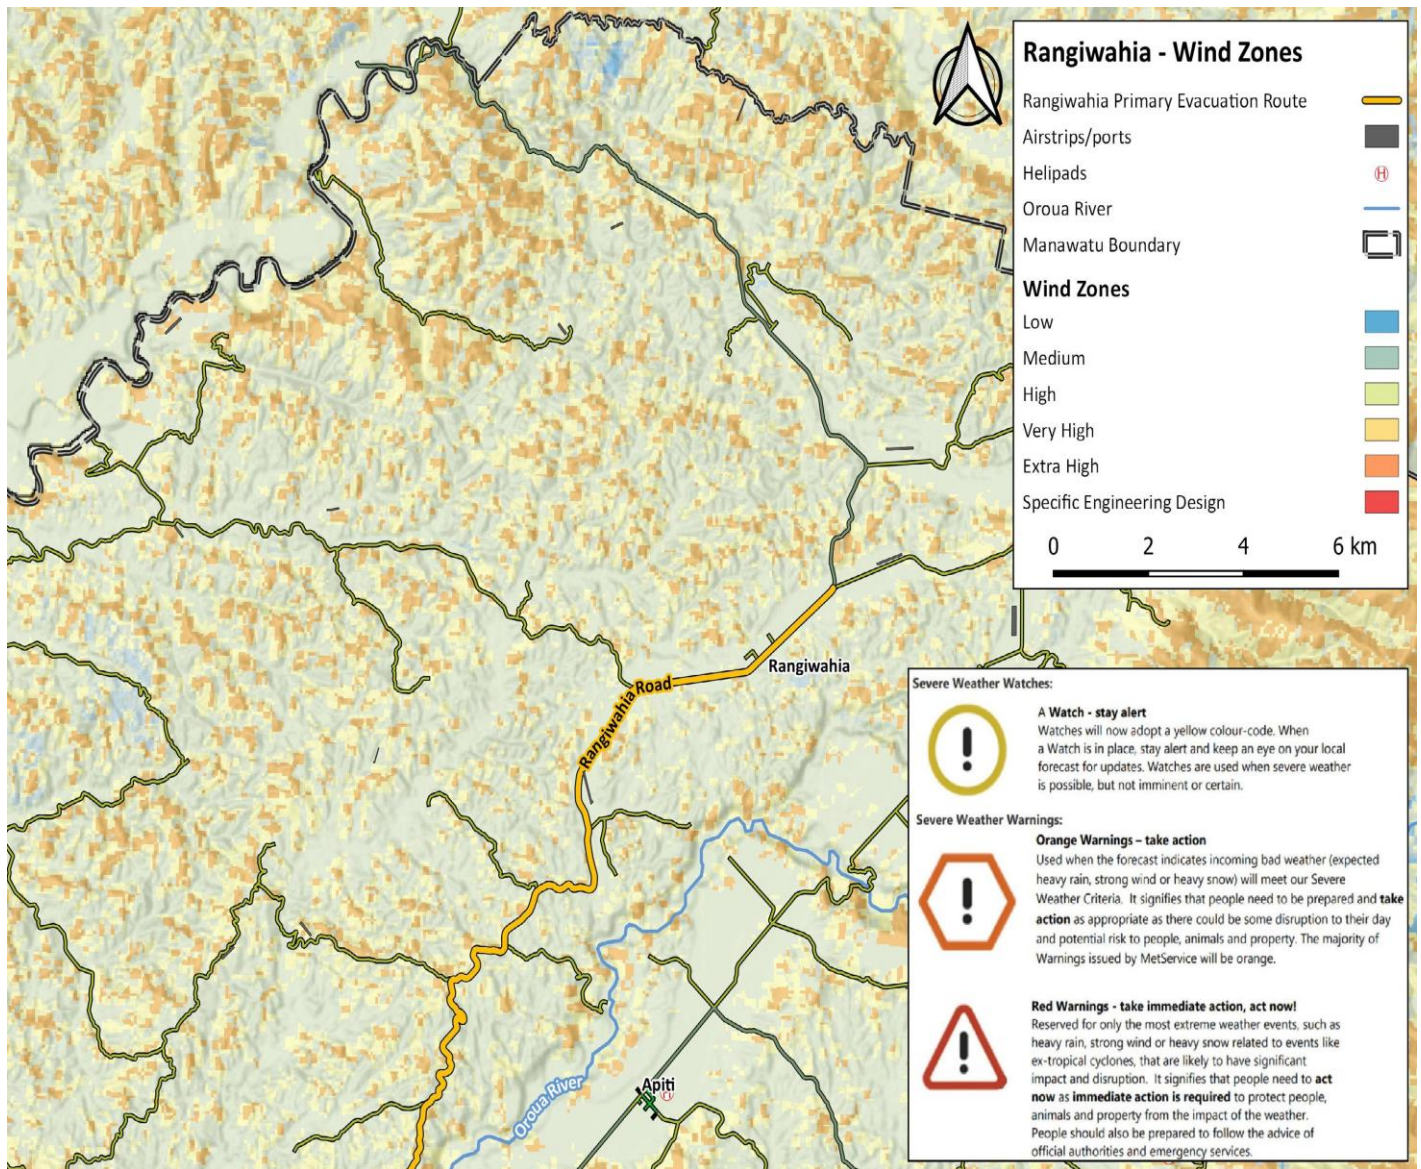 Rangiwahia - Wind Zones
Rangiwahia Primary Evacuation Route
Airstrips/ports
Helipads
H
Oroua River
Manawatu Boundary
Wind Zones
Low
Medium
High
Very High
Extra High
Specific Engineering Design
0 2 4 6 km
Rangiwahia
Rangiwahia Road
Apiti
H
Oroua River
Severe Weather Watches:
!
A Watch - stay alert
Watches will now adopt a yellow colour-code. When
a Watch is in place, stay alert and keep an eye on your local
forecast for updates. Watches are used when severe weather
is possible, but not imminent or certain.
Severe Weather Warnings:
!
Orange Warnings – take action
Used when the forecast indicates incoming bad weather (expected
heavy rain, strong wind or heavy snow) will meet our Severe
Weather Criteria. It signifies that people need to be prepared and take
action as appropriate as there could be some disruption to their day
and potential risk to people, animals and property. The majority of
Warnings issued by MetService will be orange.
!
Red Warnings - take immediate action, act now!
Reserved for only the most extreme weather events, such as
heavy rain, strong wind or heavy snow related to events like
ex-tropical cyclones, that are likely to have significant
impact and disruption. It signifies that people need to act
now as immediate action is required to protect people,
animals and property from the impact of the weather.
People should also be prepared to follow the advice of
official authorities and emergency services.